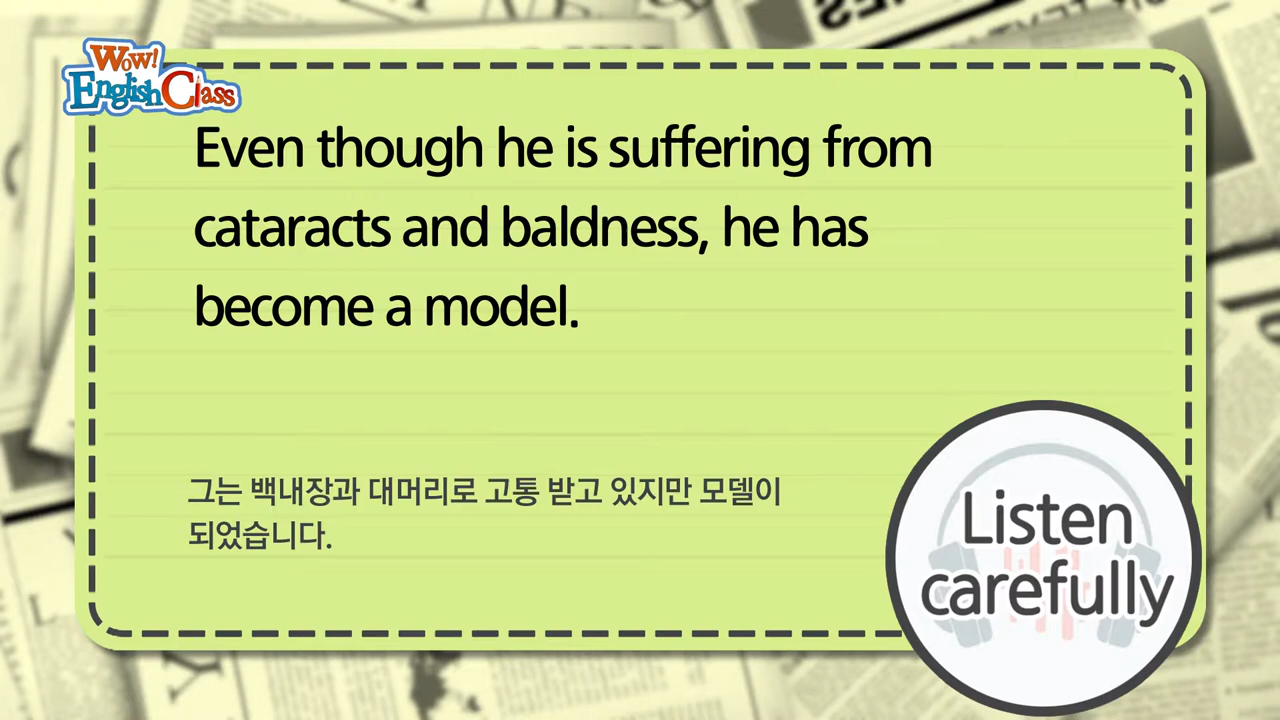 Wow!
English Class
Even though he is suffering from
cataracts and baldness, he has
become a model.
그는 백내장과 대머리로 고통 받고 있지만 모델이
되었습니다.
Listen
carefully